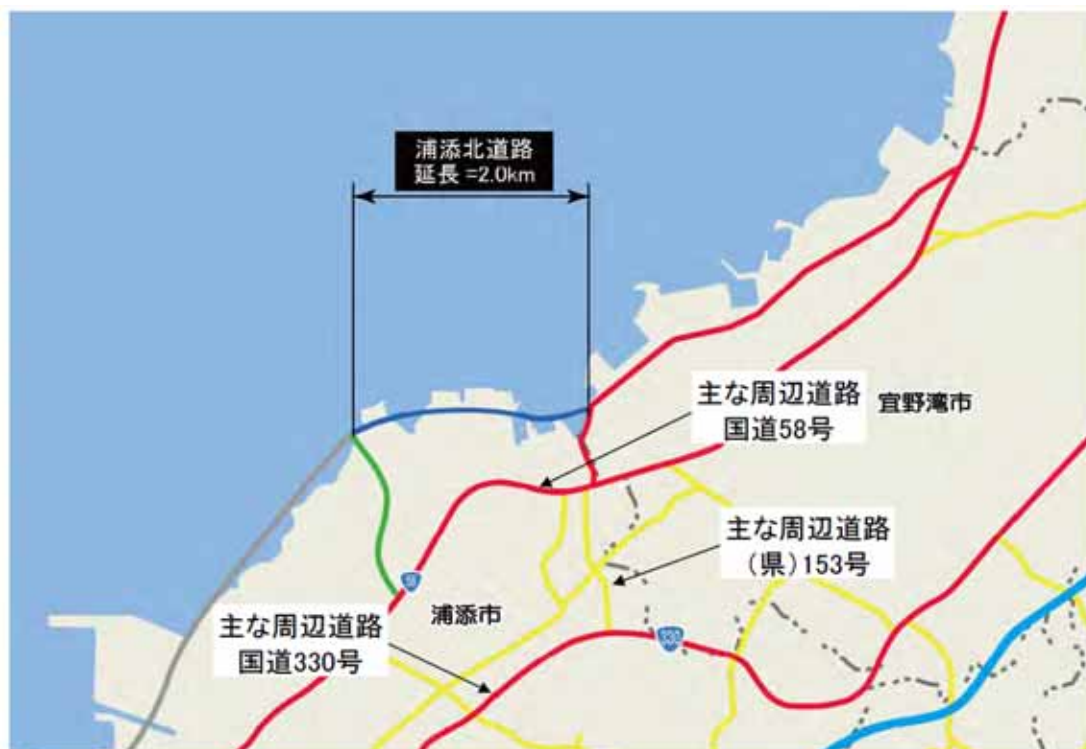 浦添北道路
延長=2.0km
主な周辺道路
国道58号
宜野湾市
主な周辺道路
（県）153号
58
浦添市
主な周辺道路
国道330号
330